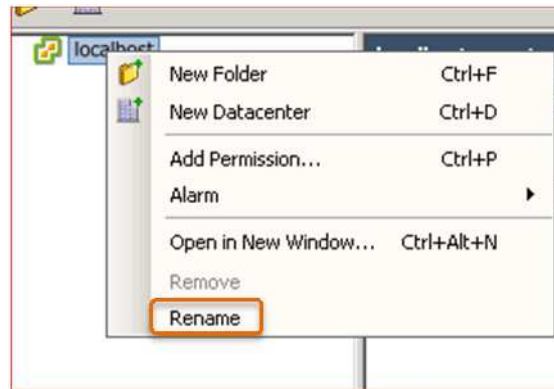 localhost
New Folder Ctrl+F
New Datacenter Ctrl+D
Add Permission... Ctrl+P
Alarm
Open in New Window... Ctrl+Alt+N
Remove
Rename